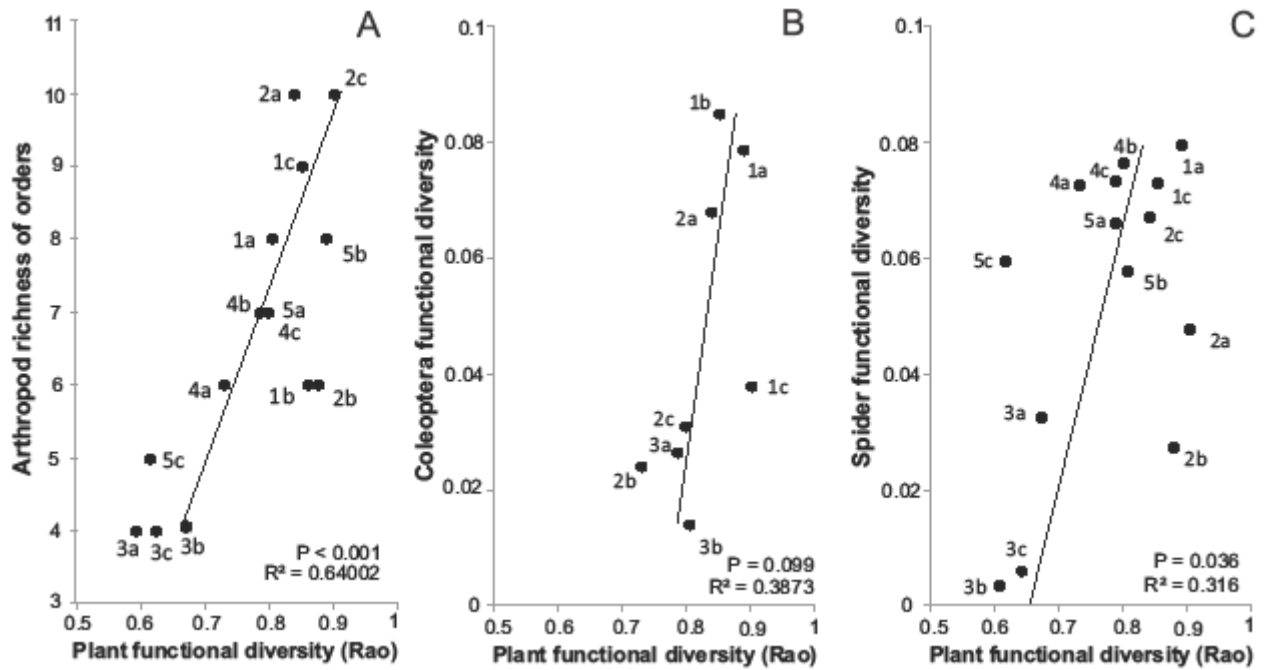 A
Arthropod richness of orders
11
10
9
8
7
6
5
4
3
2a
2c
1c
1a
5b
4b
5a
4c
4a
1b
2b
5c
3a
3c
3b
P < 0.001
R² = 0.64002
0.5
0.6
0.7
0.8
0.9
1
Plant functional diversity (Rao)
B
Coleoptera functional diversity
0.1
0.08
0.06
0.04
0.02
0
1b
1a
2a
1c
2c
3a
2b
3b
P = 0.099
R² = 0.3873
0.5
0.6
0.7
0.8
0.9
1
Plant functional diversity (Rao)
C
Spider functional diversity
0.1
0.08
0.06
0.04
0.02
0
4b
4c
4a
1a
1c
5a
2c
5c
5b
2a
3a
2b
3c
3b
P = 0.036
R² = 0.316
0.5
0.6
0.7
0.8
0.9
1
Plant functional diversity (Rao)